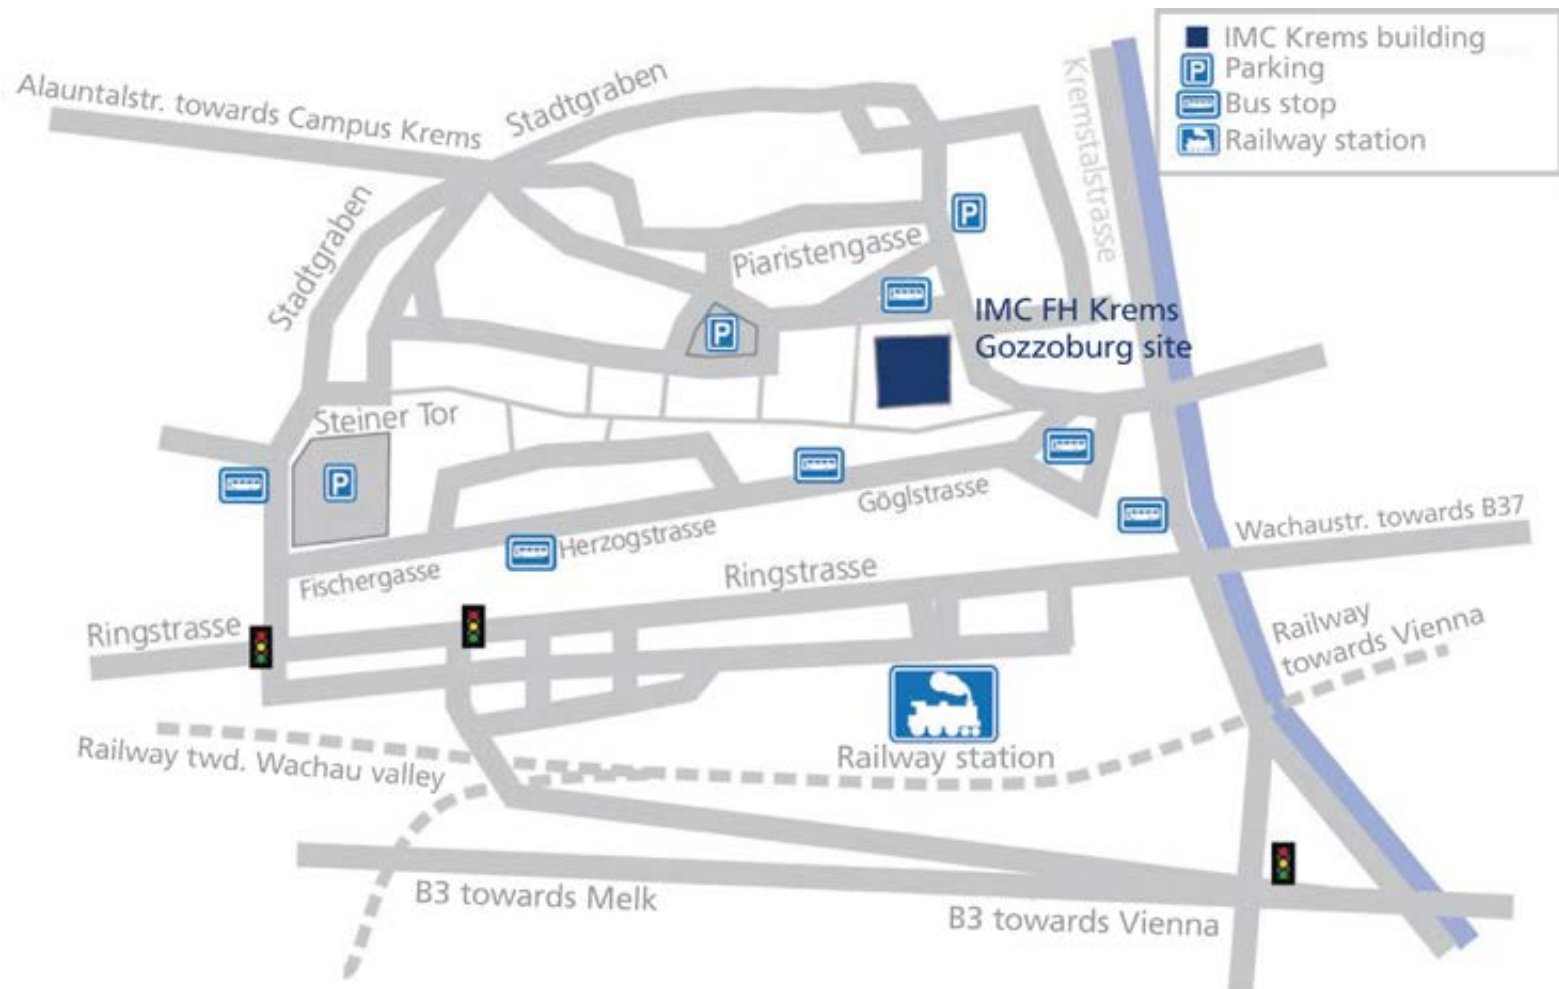 IMC Krems building
P Parking
Bus stop
Railway station
Alauntalstr. towards Campus Krems
Stadtgraben
Kremstalstrasse
Stadtgraben
P
Piaristengasse
IMC FH Krems
Gozzoburg site
P
Steiner Tor
P
Göglstrasse
Herzogstrasse
Fischergasse
Wachaustr. towards B37
Ringstrasse
Ringstrasse
Railway
towards Vienna
Railway station
Railway twd. Wachau valley
B3 towards Melk
B3 towards Vienna